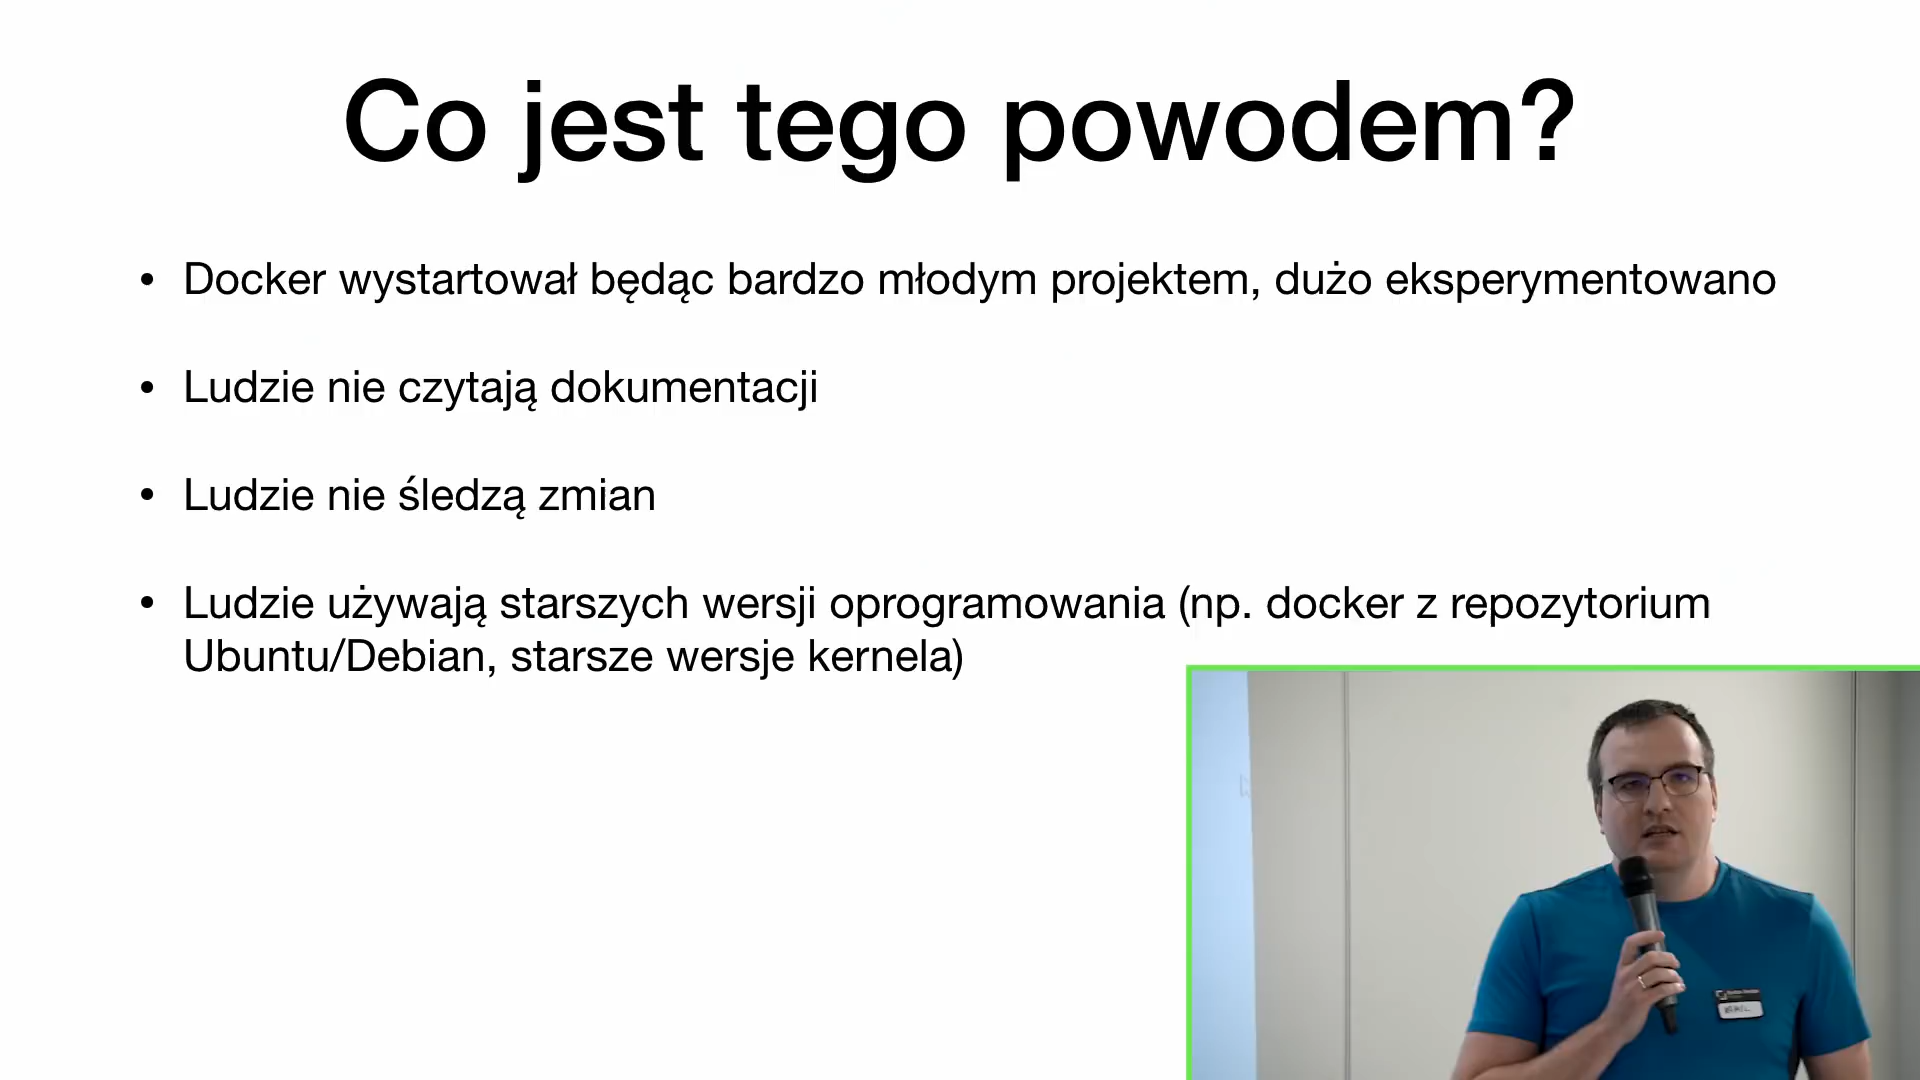 Co jest tego powodem?
• Docker wystartował będąc bardzo młodym projektem, dużo eksperymentowano
• Ludzie nie czytają dokumentacji
• Ludzie nie śledzą zmian
• Ludzie używają starszych wersji oprogramowania (np. docker z repozytorium
Ubuntu/Debian, starsze wersje kernela)